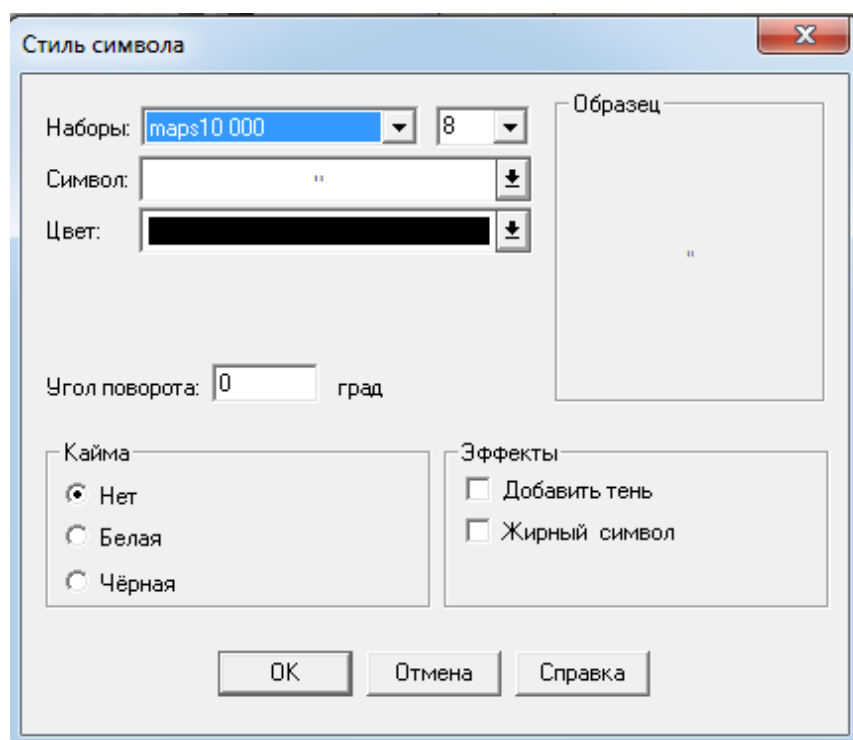 Стиль символа
Наборы: maps10 000 8
Символ: "
Цвет:
Образец
"
Угол поворота: 0 град
Кайма
Нет
Белая
Чёрная
Эффекты
Добавить тень
Жирный символ
OK Отмена Справка